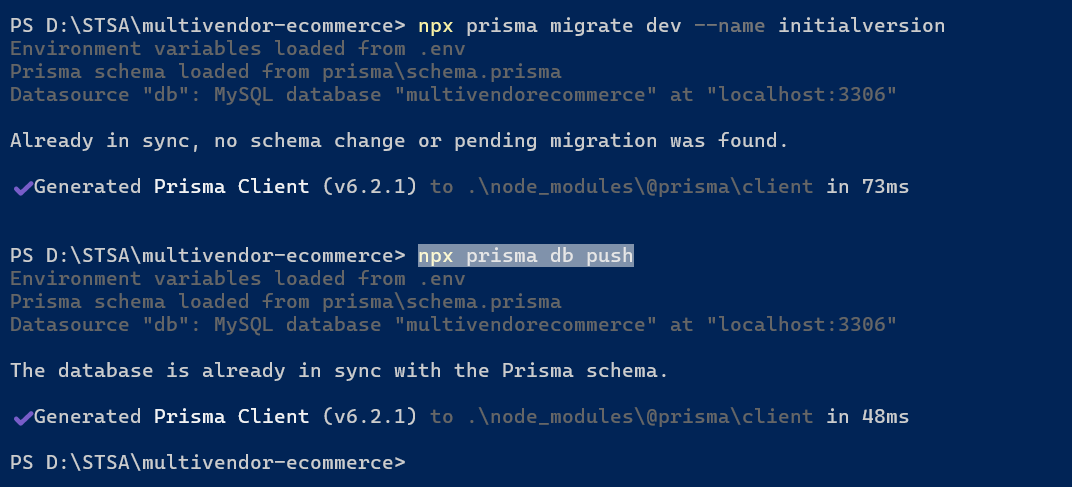 PS D:\STSA\multivendor-ecommerce> npx prisma migrate dev --name initialversion
Environment variables loaded from .env
Prisma schema loaded from prisma\schema.prisma
Datasource "db": MySQL database "multivendorecommerce" at "localhost:3306"
Already in sync, no schema change or pending migration was found.
✔Generated Prisma Client (v6.2.1) to .\node_modules\@prisma\client in 73ms
PS D:\STSA\multivendor-ecommerce> npx prisma db push
Environment variables loaded from .env
Prisma schema loaded from prisma\schema.prisma
Datasource "db": MySQL database "multivendorecommerce" at "localhost:3306"
The database is already in sync with the Prisma schema.
✔Generated Prisma Client (v6.2.1) to .\node_modules\@prisma\client in 48ms
PS D:\STSA\multivendor-ecommerce>